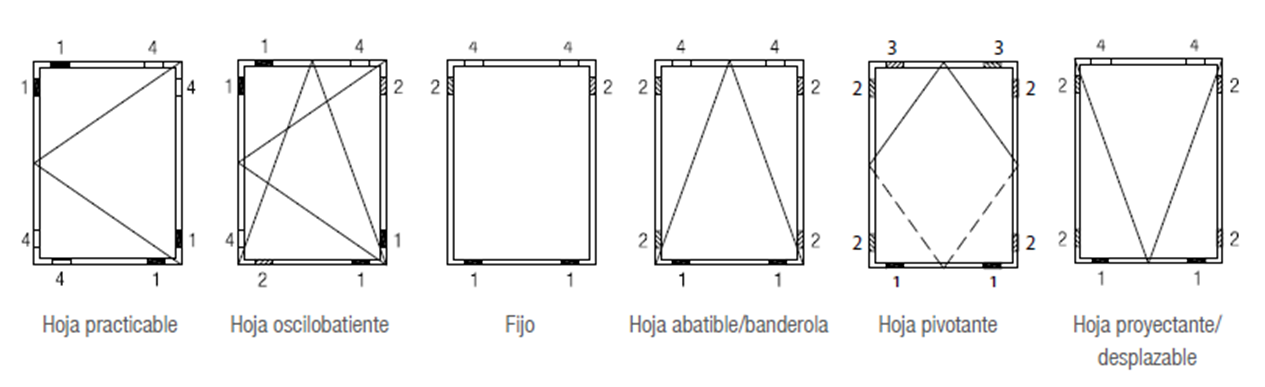 1 4 1 4 4 4 4 4 3 3 4 4
1 4 1 2 2 2 2 2 2 2 2 2
4 1 4 1 2 2 2 2 2 2
4 1 2 1 1 1 1 1 1 1 1 1
Hoja practicable Hoja oscilobatiente Fijo Hoja abatible/banderola Hoja pivotante Hoja proyectante/
desplazable